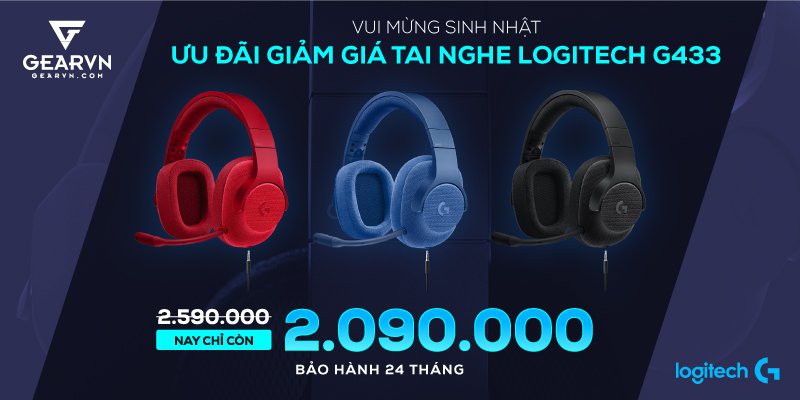 GEARVN
GEARVN.COM
VUI MỪNG SINH NHẬT
ƯU ĐÃI GIẢM GIÁ TAI NGHE LOGITECH G433
2.590.000
NAY CHỈ CÒN
2.090.000
BẢO HÀNH 24 THÁNG
logitech G